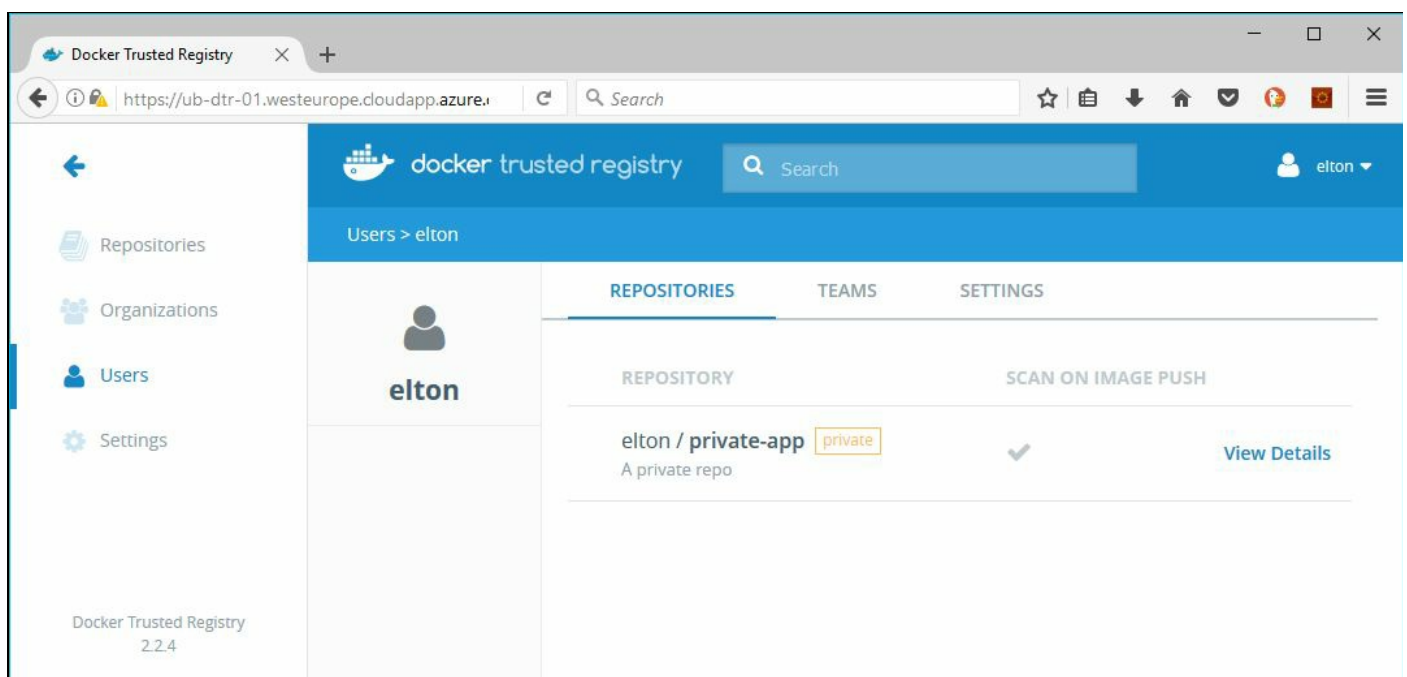 Docker Trusted Registry
https://ub-dtr-01.westeurope.cloudapp.azure.
Search
docker trusted registry
Search
elton
Users > elton
Repositories
Organizations
Users
Settings
Docker Trusted Registry
2.2.4
elton
REPOSITORIES TEAMS SETTINGS
REPOSITORY SCAN ON IMAGE PUSH
elton / private-app private
A private repo
View Details